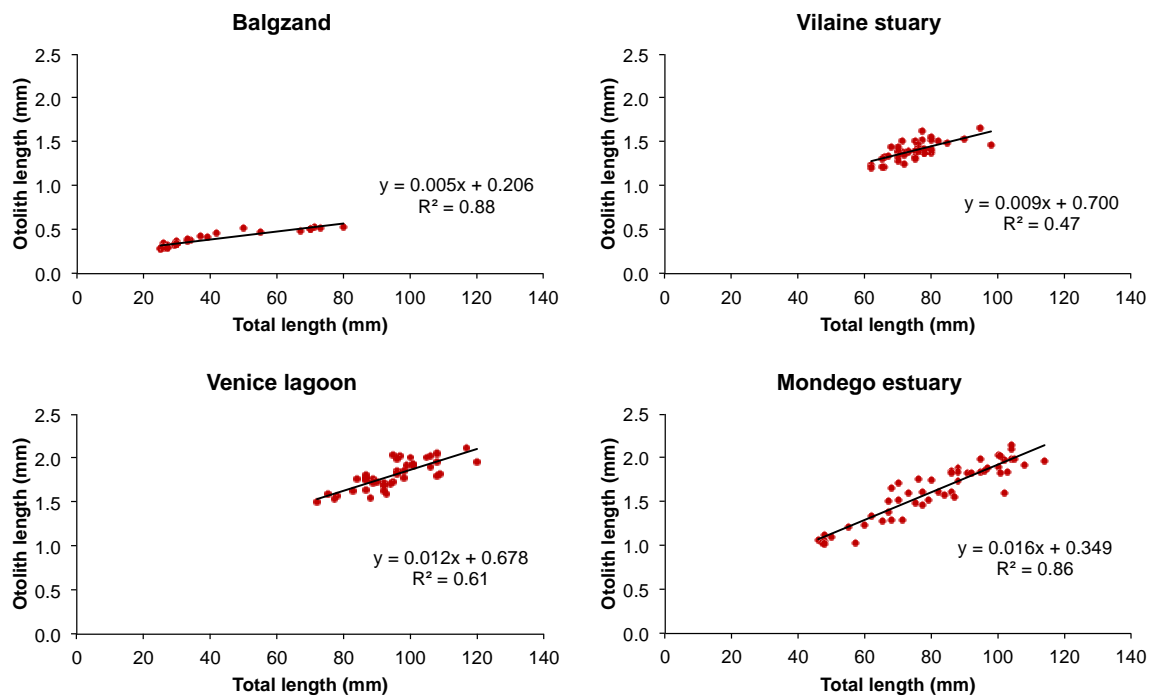 Balgzand
Otolith length (mm)
2.5
2.0
1.5
1.0
0.5
0.0
y = 0.005x + 0.206
R² = 0.88
0 20 40 60 80 100 120 140
Total length (mm)
Vilaine stuary
Otolith length (mm)
2.5
2.0
1.5
1.0
0.5
0.0
y = 0.009x + 0.700
R² = 0.47
0 20 40 60 80 100 120 140
Total length (mm)
Venice lagoon
Otolith length (mm)
2.5
2.0
1.5
1.0
0.5
0.0
y = 0.012x + 0.678
R² = 0.61
0 20 40 60 80 100 120 140
Total length (mm)
Mondego estuary
Otolith length (mm)
2.5
2.0
1.5
1.0
0.5
0.0
y = 0.016x + 0.349
R² = 0.86
0 20 40 60 80 100 120 140
Total length (mm)